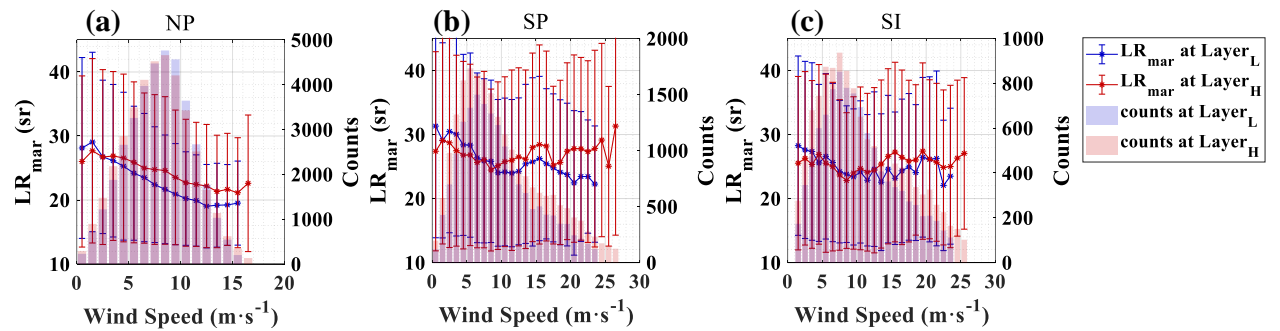 (a) NP
LR_mar (sr)
40
30
20
10
5000
4000
3000
2000
1000
0
Counts
0 5 10 15 20
Wind Speed (m·s⁻¹)
(b) SP
LR_mar (sr)
40
30
20
10
2000
1500
1000
500
0
Counts
0 5 10 15 20 25 30
Wind Speed (m·s⁻¹)
(c) SI
LR_mar (sr)
40
30
20
10
1000
800
600
400
200
0
Counts
0 5 10 15 20 25 30
Wind Speed (m·s⁻¹)
LR_mar at Layer_L
LR_mar at Layer_H
counts at Layer_L
counts at Layer_H